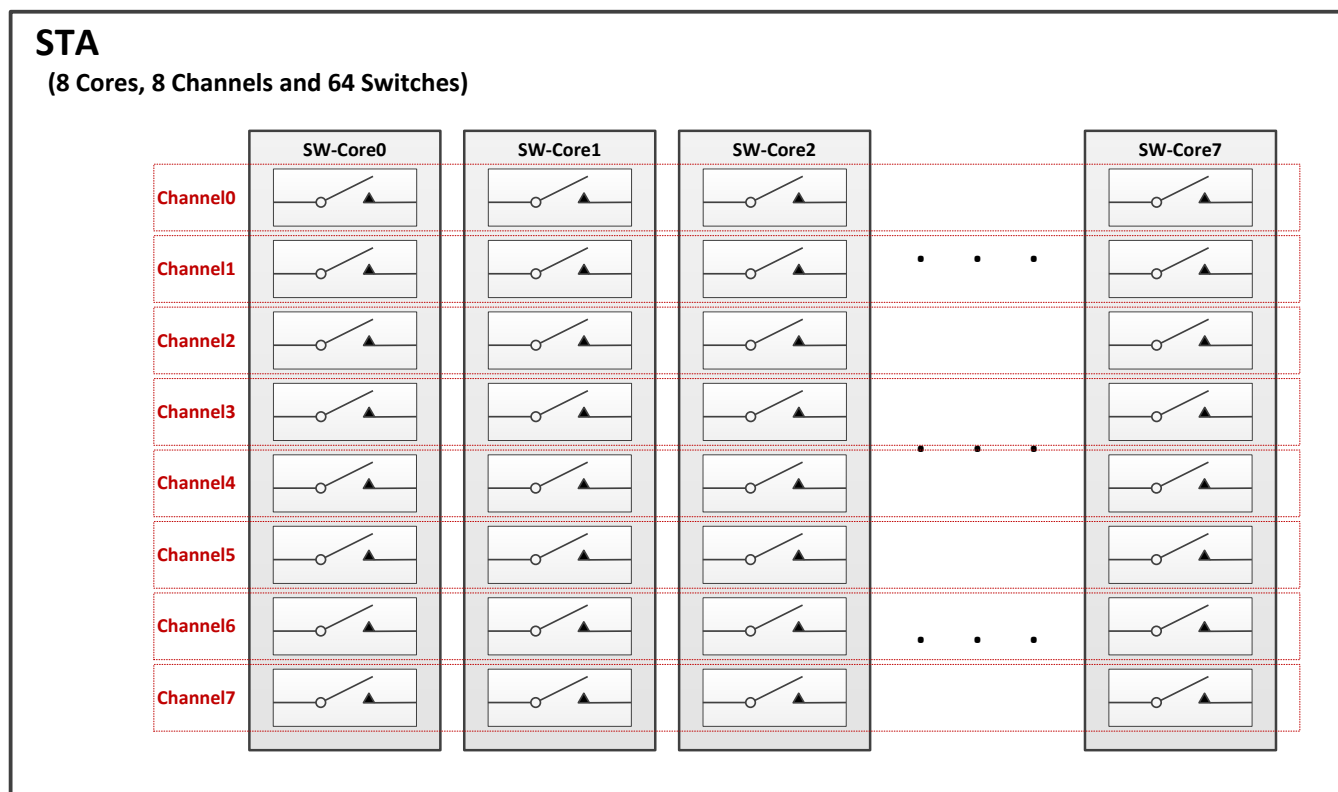 STA
(8 Cores, 8 Channels and 64 Switches)
SW-Core0 SW-Core1 SW-Core2 SW-Core7
Channel0
Channel1
. . .
Channel2
Channel3
. . .
Channel4
Channel5
Channel6
. . .
Channel7